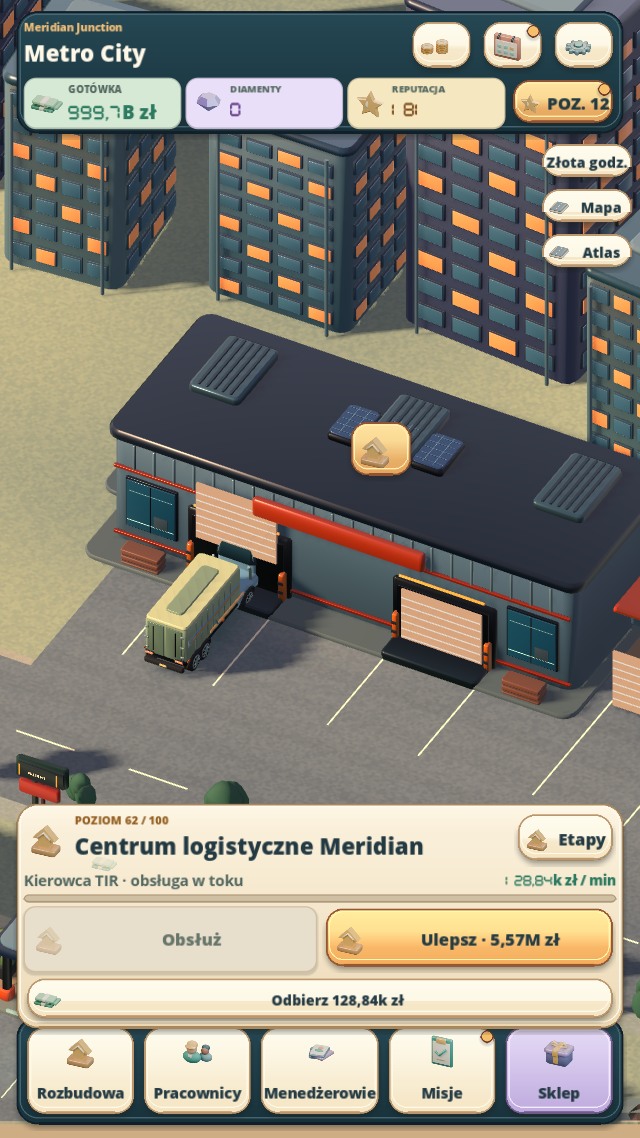 Meridian Junction
Metro City
GOTÓWKA
999,7B zł
DIAMENTY
0
REPUTACJA
181
POZ. 12
Złota godz.
Mapa
Atlas
POZIOM 62 / 100
Centrum logistyczne Meridian
Etapy
Kierowca TIR · obsługa w toku
128,84k zł / min
Obsłuż
Ulepsz · 5,57M zł
Odbierz 128,84k zł
Rozbudowa
Pracownicy
Menedżerowie
Misje
Sklep